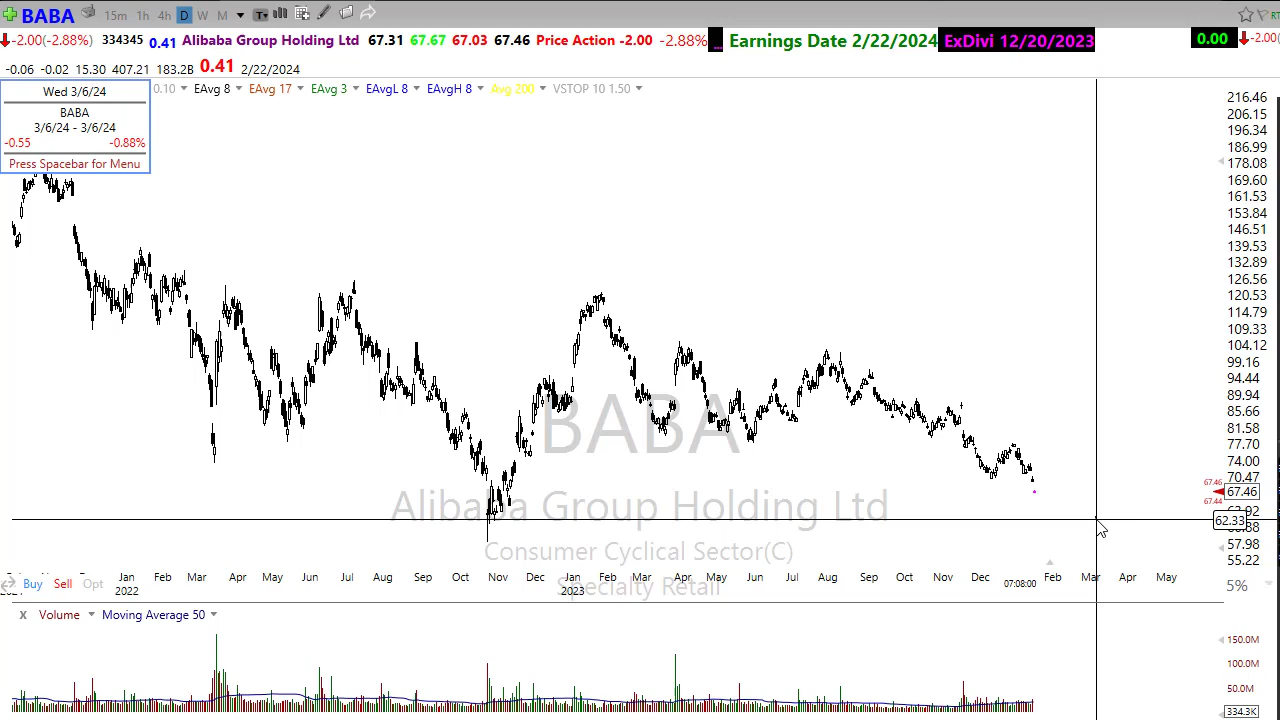 BABA 15m 1h 4h D W M T
-2.00(-2.88%) 334345 0.41 Alibaba Group Holding Ltd 67.31 67.67 67.03 67.46 Price Action -2.00 -2.88% ... Earnings Date 2/22/2024 ExDivi 12/20/2023 0.00 -2.00(
-0.06 -0.02 15.30 407.21 183.2B 0.41 2/22/2024
Wed 3/6/24
BABA
3/6/24 - 3/6/24
-0.55 -0.88%
Press Spacebar for Menu
0.10 EAvg 8 EAvg 17 EAvg 3 EAvgL 8 EAvgH 8 Avg 200 VSTOP 10 1.50
216.46
206.15
196.34
186.99
178.08
169.60
161.53
153.84
146.51
139.53
132.89
126.56
120.53
114.79
109.33
104.12
99.16
94.44
89.94
85.66
81.58
77.70
74.00
70.47
67.46
67.46
67.44
62.33
57.98
55.22
BABA
Alibaba Group Holding Ltd
Consumer Cyclical Sector(C)
Specialty Retail
Buy Sell Opt
Jan Feb Mar Apr May Jun Jul Aug Sep Oct Nov Dec Jan Feb Mar Apr May Jun Jul Aug Sep Oct Nov Dec 07:08:00 Feb Mar Apr May
2022 2023
5%
X Volume Moving Average 50
150.0M
100.0M
50.0M
334.3K